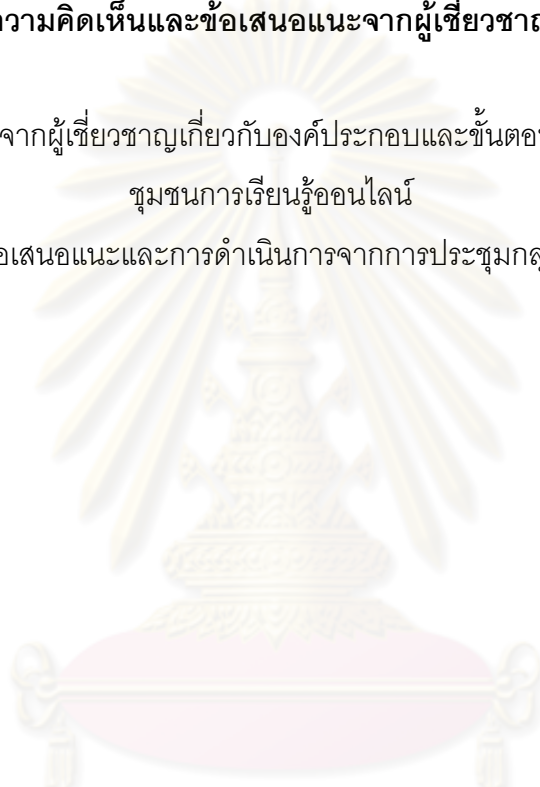 วามคิดเห็นและข้อเสนอแนะจากผู้เชี่ยวชาญ
จากผู้เชี่ยวชาญเกี่ยวกับองค์ประกอบและขั้นตอน
ชุมชนการเรียนรู้ออนไลน์
อเสนอแนะและการดำเนินการจากการประชุมกลุ